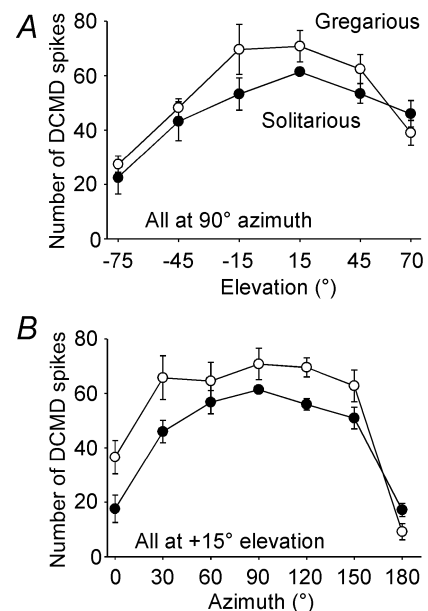 A
Number of DCMD spikes
80
60
40
20
0
Gregarious
Solitarious
All at 90° azimuth
-75 -45 -15 15 45 70
Elevation (°)
B
Number of DCMD spikes
80
60
40
20
0
All at +15° elevation
0 30 60 90 120 150 180
Azimuth (°)